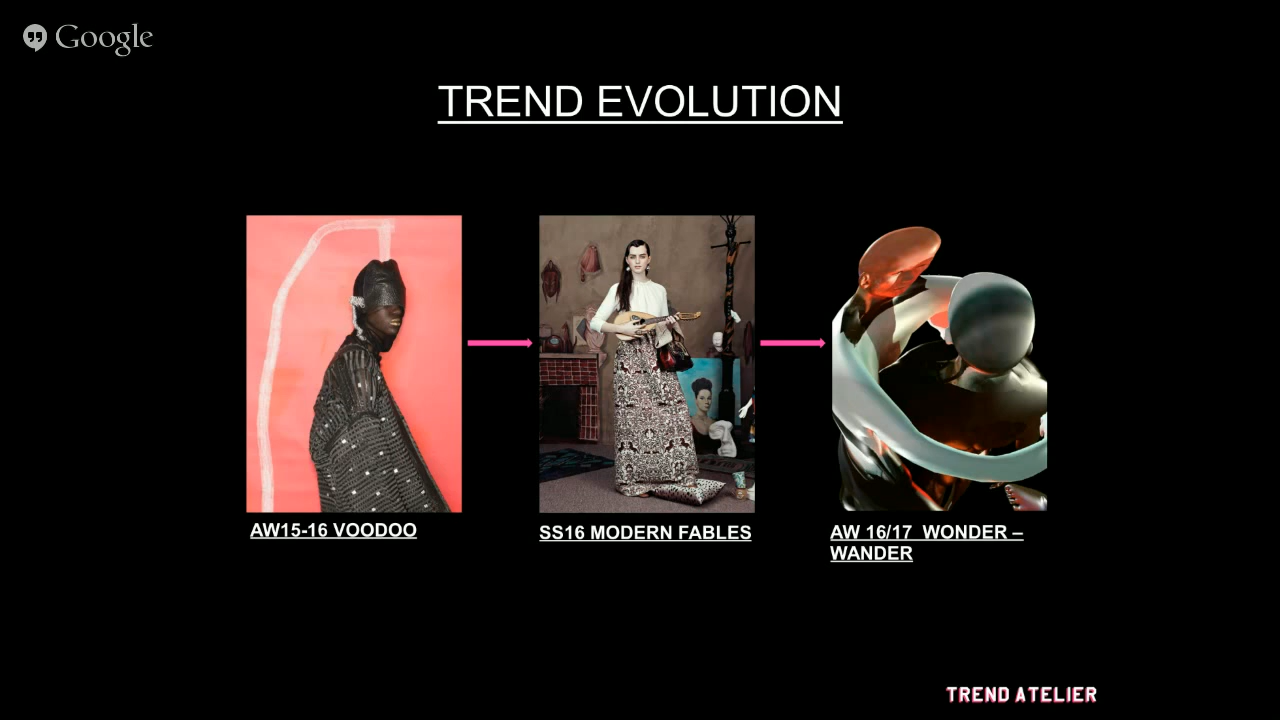 Google
TREND EVOLUTION
AW15-16 VOODOO
SS16 MODERN FABLES
AW 16/17 WONDER –
WANDER
TREND ATELIER